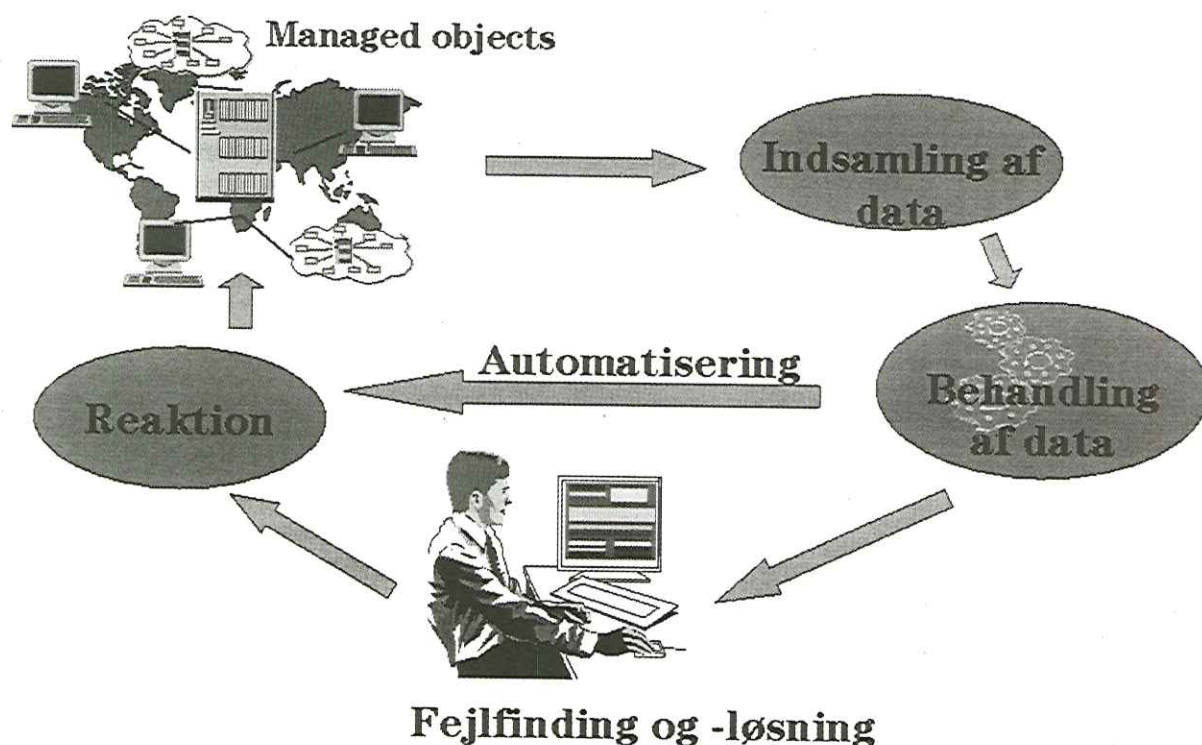 Managed objects
Indsamling af
data
Automatisering
Behandling
af data
Reaktion
Fejlfinding og -løsning